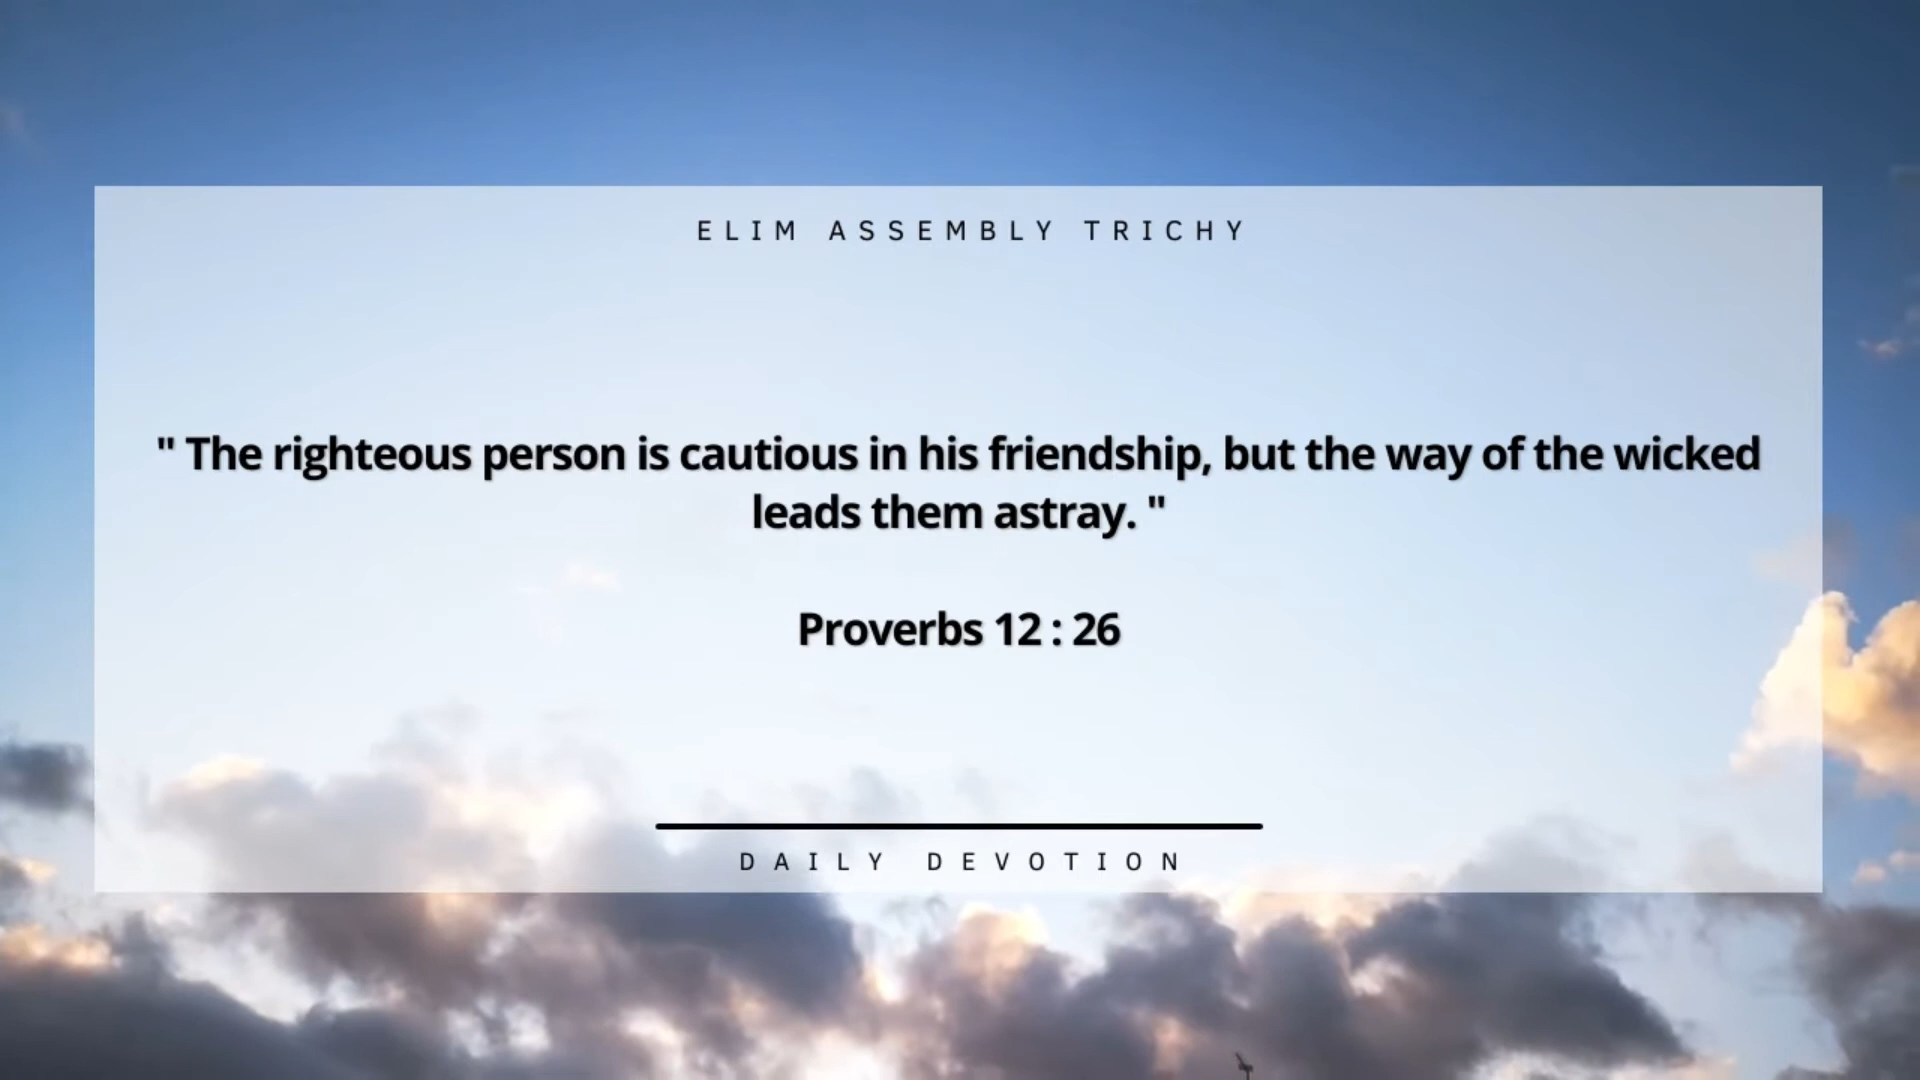 ELIM ASSEMBLY TRICHY
" The righteous person is cautious in his friendship, but the way of the wicked
leads them astray. "
Proverbs 12 : 26
DAILY DEVOTION